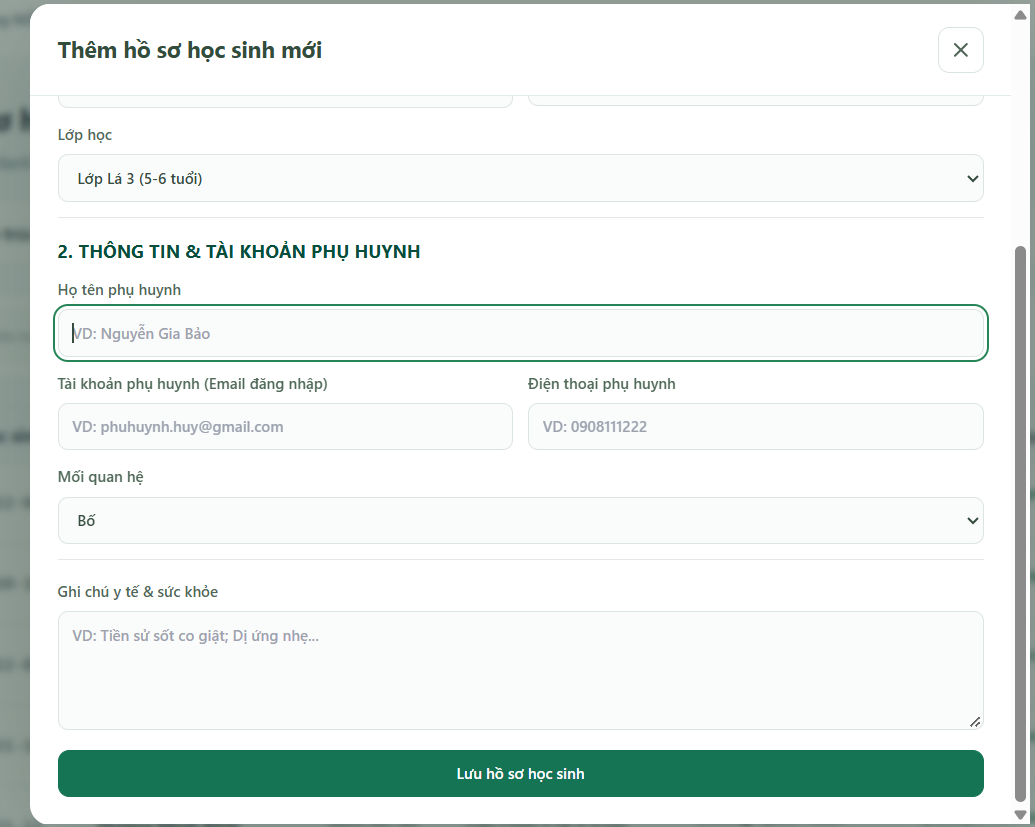 Thêm hồ sơ học sinh mới
Lớp học
Lớp Lá 3 (5-6 tuổi)
2. THÔNG TIN & TÀI KHOẢN PHỤ HUYNH
Họ tên phụ huynh
VD: Nguyễn Gia Bảo
Tài khoản phụ huynh (Email đăng nhập)
Điện thoại phụ huynh
VD: phuhuynh.huy@gmail.com
VD: 0908111222
Mối quan hệ
Bố
Ghi chú y tế & sức khỏe
VD: Tiền sử sốt co giật; Dị ứng nhẹ...
Lưu hồ sơ học sinh